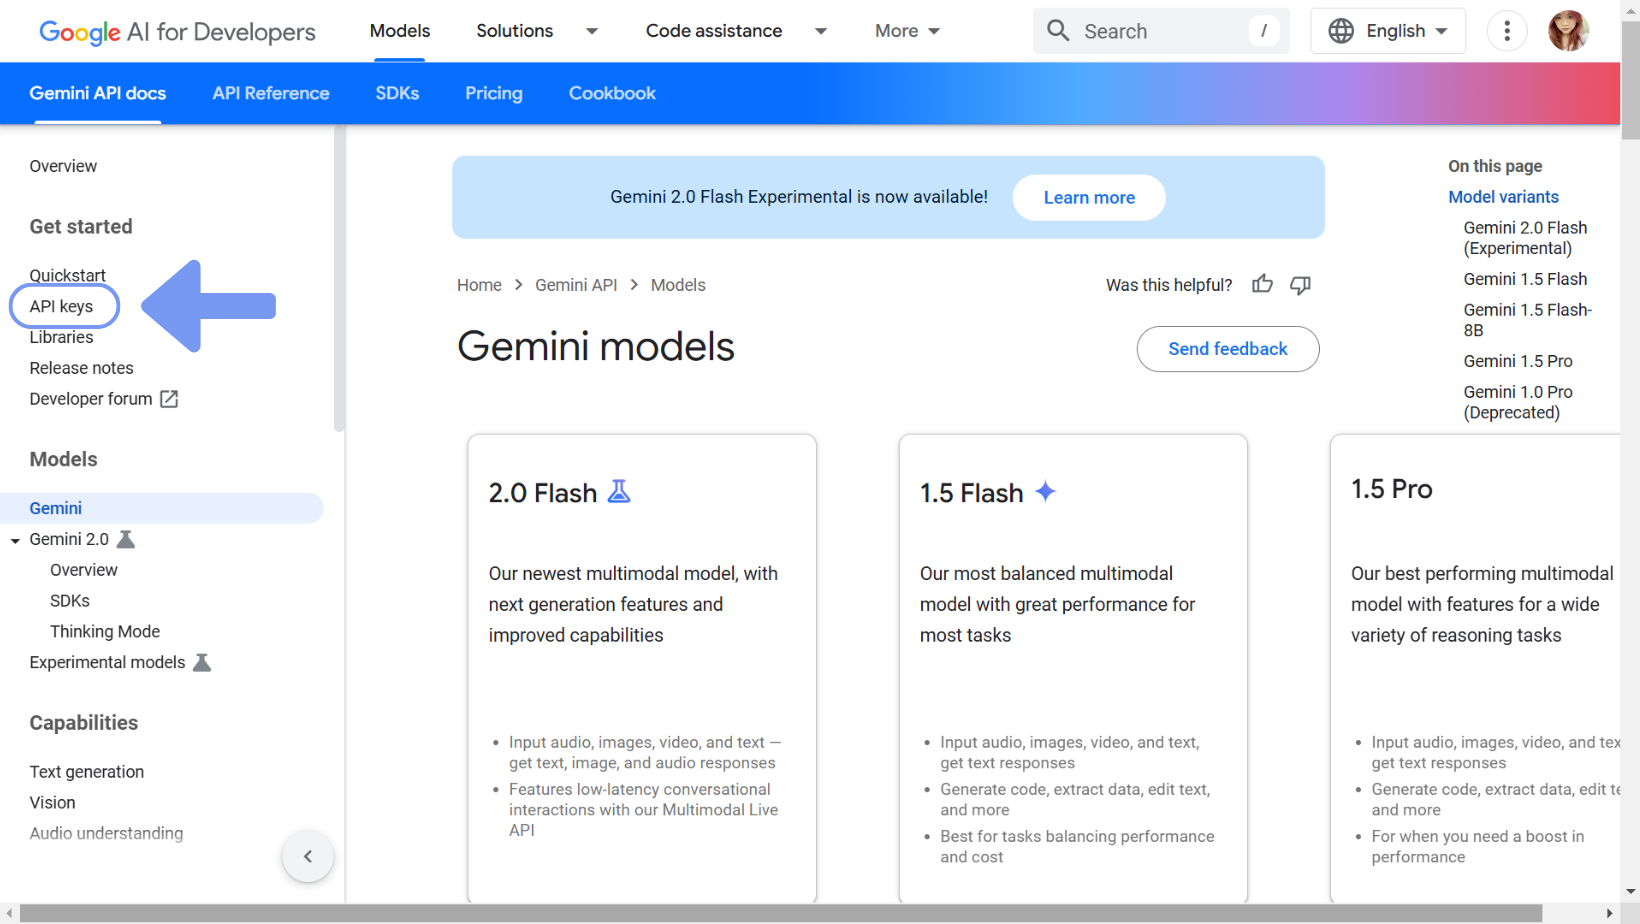 Google AI for Developers
Models
Solutions
Code assistance
More
Search
/
English
Gemini API docs
API Reference
SDKs
Pricing
Cookbook
Overview
Get started
Quickstart
API keys
Libraries
Release notes
Developer forum
Models
Gemini
Gemini 2.0
Overview
SDKs
Thinking Mode
Experimental models
Capabilities
Text generation
Vision
Audio understanding
Gemini 2.0 Flash Experimental is now available!
Learn more
Home > Gemini API > Models
Was this helpful?
Gemini models
Send feedback
2.0 Flash
Our newest multimodal model, with
next generation features and
improved capabilities
• Input audio, images, video, and text —
get text, image, and audio responses
• Features low-latency conversational
interactions with our Multimodal Live
API
1.5 Flash
Our most balanced multimodal
model with great performance for
most tasks
• Input audio, images, video, and text,
get text responses
• Generate code, extract data, edit text,
and more
• Best for tasks balancing performance
and cost
1.5 Pro
Our best performing multimodal
model with features for a wide
variety of reasoning tasks
• Input audio, images, video, and
get text responses
• Generate code, extract data, edit
and more
• For when you need a boost in
performance
On this page
Model variants
Gemini 2.0 Flash
(Experimental)
Gemini 1.5 Flash
Gemini 1.5 Flash-
8B
Gemini 1.5 Pro
Gemini 1.0 Pro
(Deprecated)